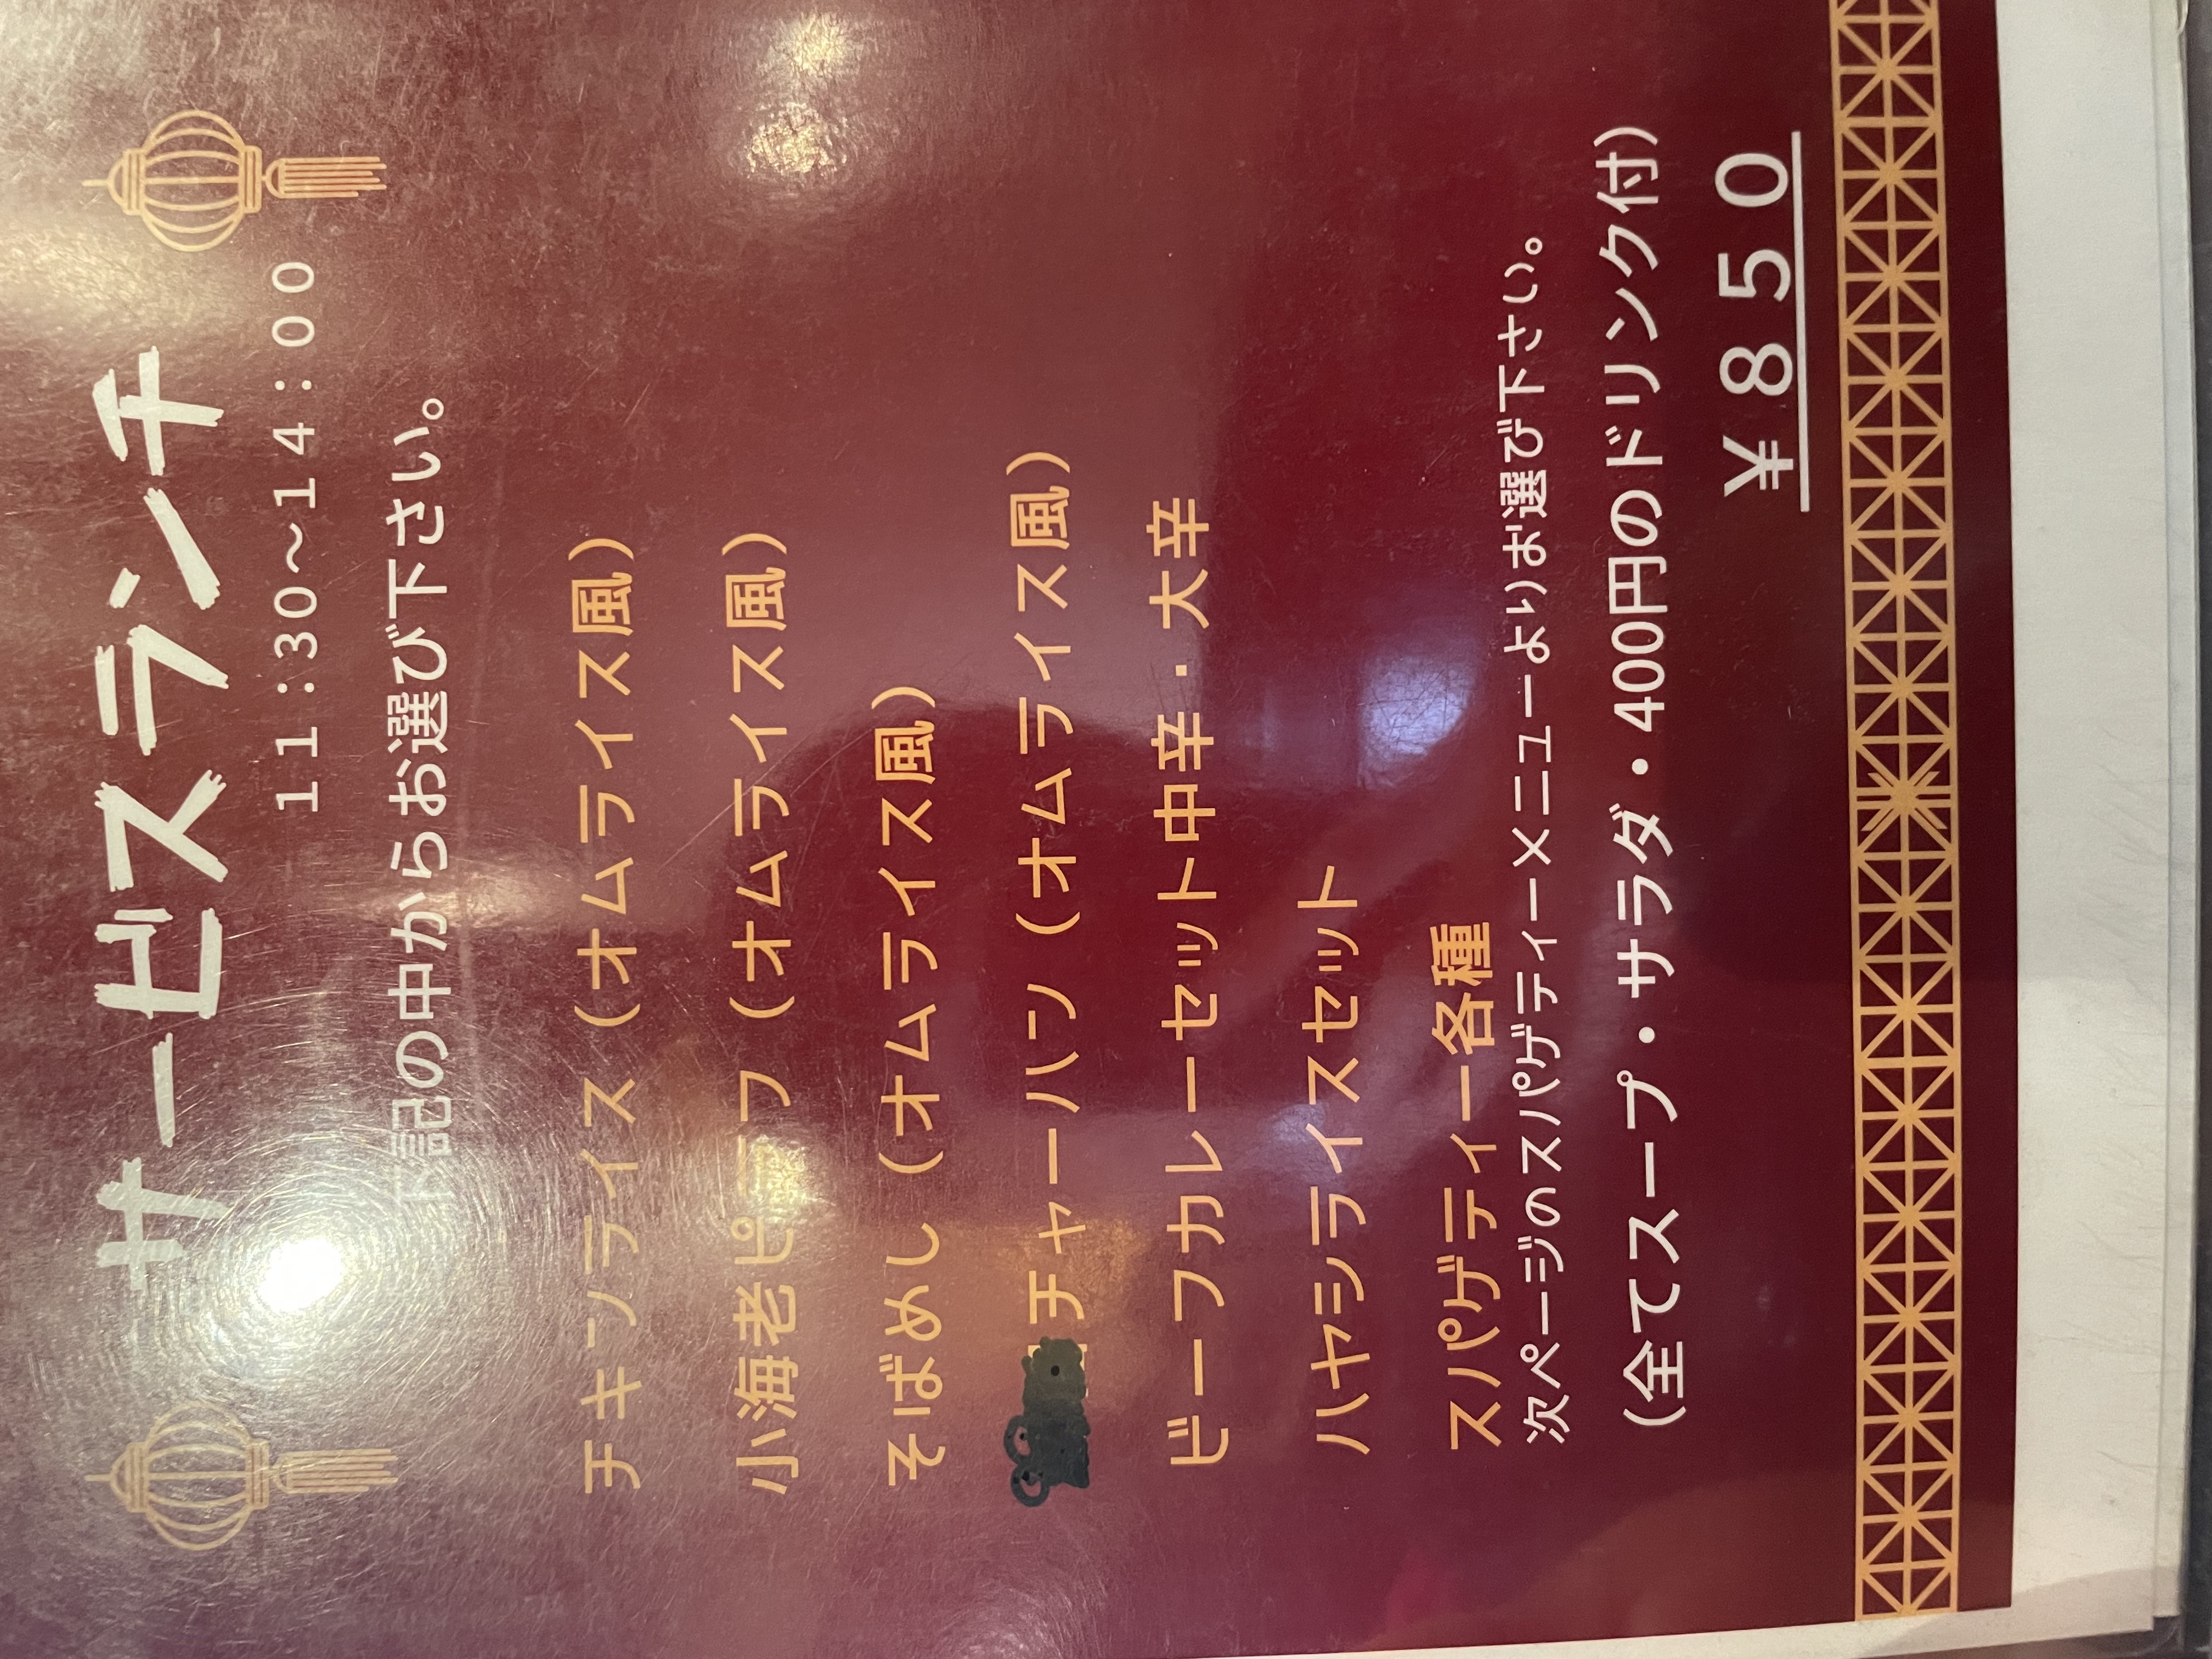 サービスランチ
11:30～14:00
下記の中からお選び下さい。
チキンライス（オムライス風）
小海老ピラフ（オムライス風）
そばめし（オムライス風）
チャーハン（オムライス風）
ビーフカレーセット中辛・大辛
ハヤシライスセット
スパゲティー各種
次ページのスパゲティーメニューよりお選び下さい。
（全てスープ・サラダ・400円のドリンク付）
¥850